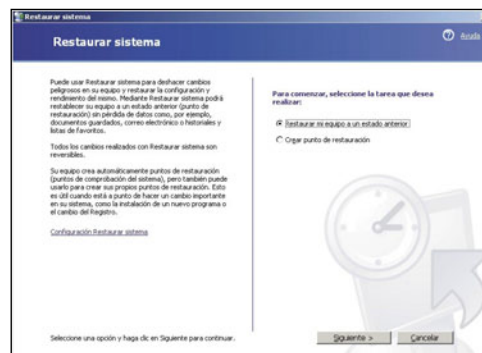 Restaurar sistema
Restaurar sistema
Ayuda
Puede usar Restaurar sistema para deshacer cambios
peligrosos en su equipo y restaurar la configuración y
rendimiento del mismo. Mediante Restaurar sistema podrá
restablecer su equipo a un estado anterior (punto de
restauración) sin pérdida de datos como, por ejemplo,
documentos guardados, correo electrónico o historiales y
listas de favoritos.
Todos los cambios realizados con Restaurar sistema son
reversibles.
Su equipo crea automáticamente puntos de restauración
(puntos de comprobación del sistema), pero también puede
usarlo para crear sus propios puntos de restauración. Esto
es útil cuando está a punto de hacer un cambio importante
en su sistema, como la instalación de un nuevo programa o
el cambio del Registro.
Configuración Restaurar sistema
Para comenzar, seleccione la tarea que desea
realizar:
Restaurar mi equipo a un estado anterior
Crear punto de restauración
Seleccione una opción y haga clic en Siguiente para continuar.
Siguiente >
Cancelar